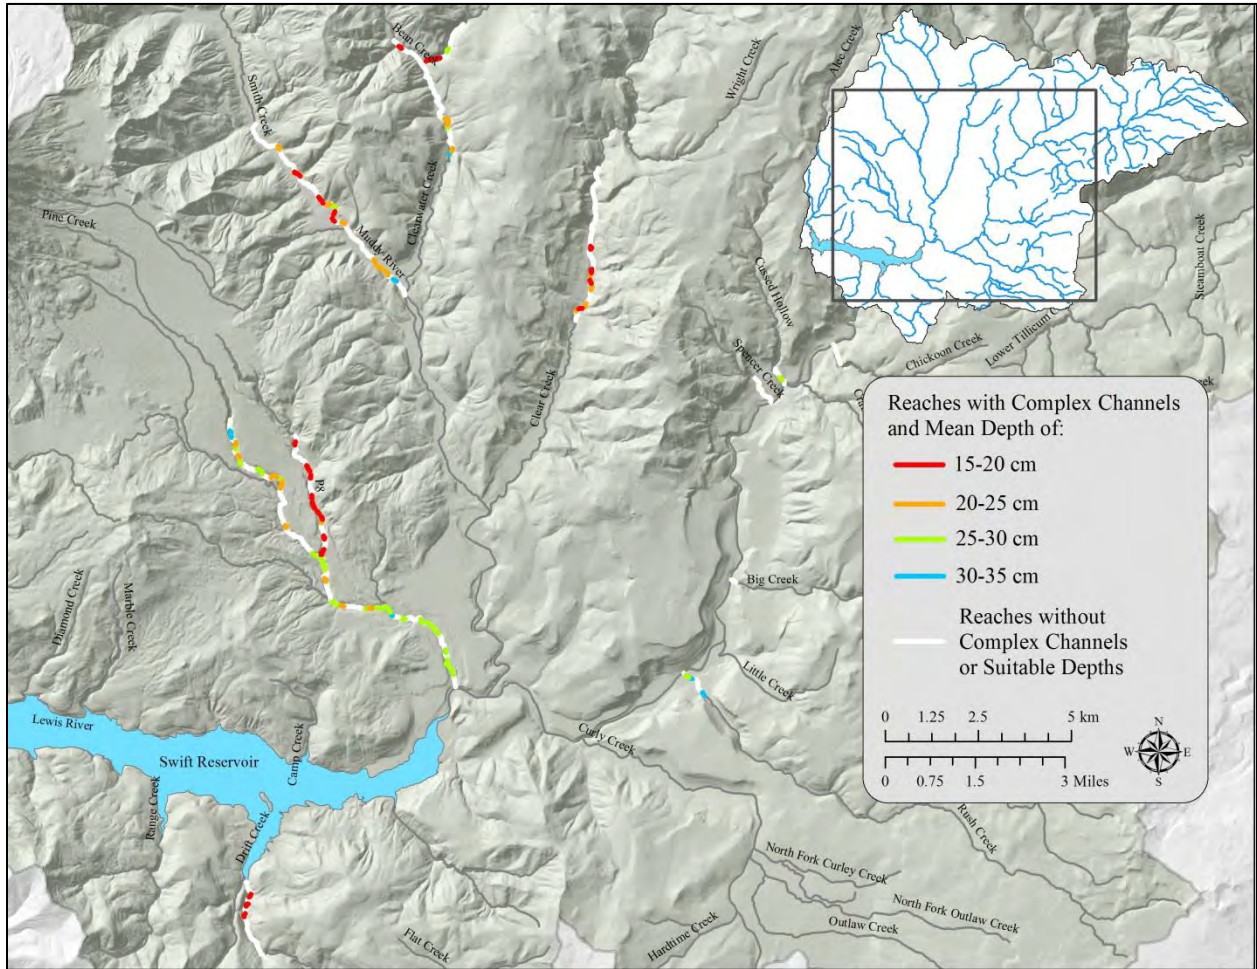 Bean Creek
Wright Creek
Alec Creek
Smith Creek
Clearwater Creek
Pine Creek
Muddy River
Cussed Hollow
Steamboat Creek
Spencer Creek
Chickoon Creek
Lower Tillicum C
Clear Creek
P8
Reaches with Complex Channels
and Mean Depth of:
15-20 cm
20-25 cm
25-30 cm
30-35 cm
Reaches without
Complex Channels
or Suitable Depths
0 1.25 2.5 5 km
0 0.75 1.5 3 Miles
N
W E
S
Diamond Creek
Marble Creek
Big Creek
Little Creek
Lewis River
Swift Reservoir
Camp Creek
Curly Creek
Range Creek
Drift Creek
Rush Creek
North Fork Curley Creek
North Fork Outlaw Creek
Outlaw Creek
Hardtime Creek
Flat Creek